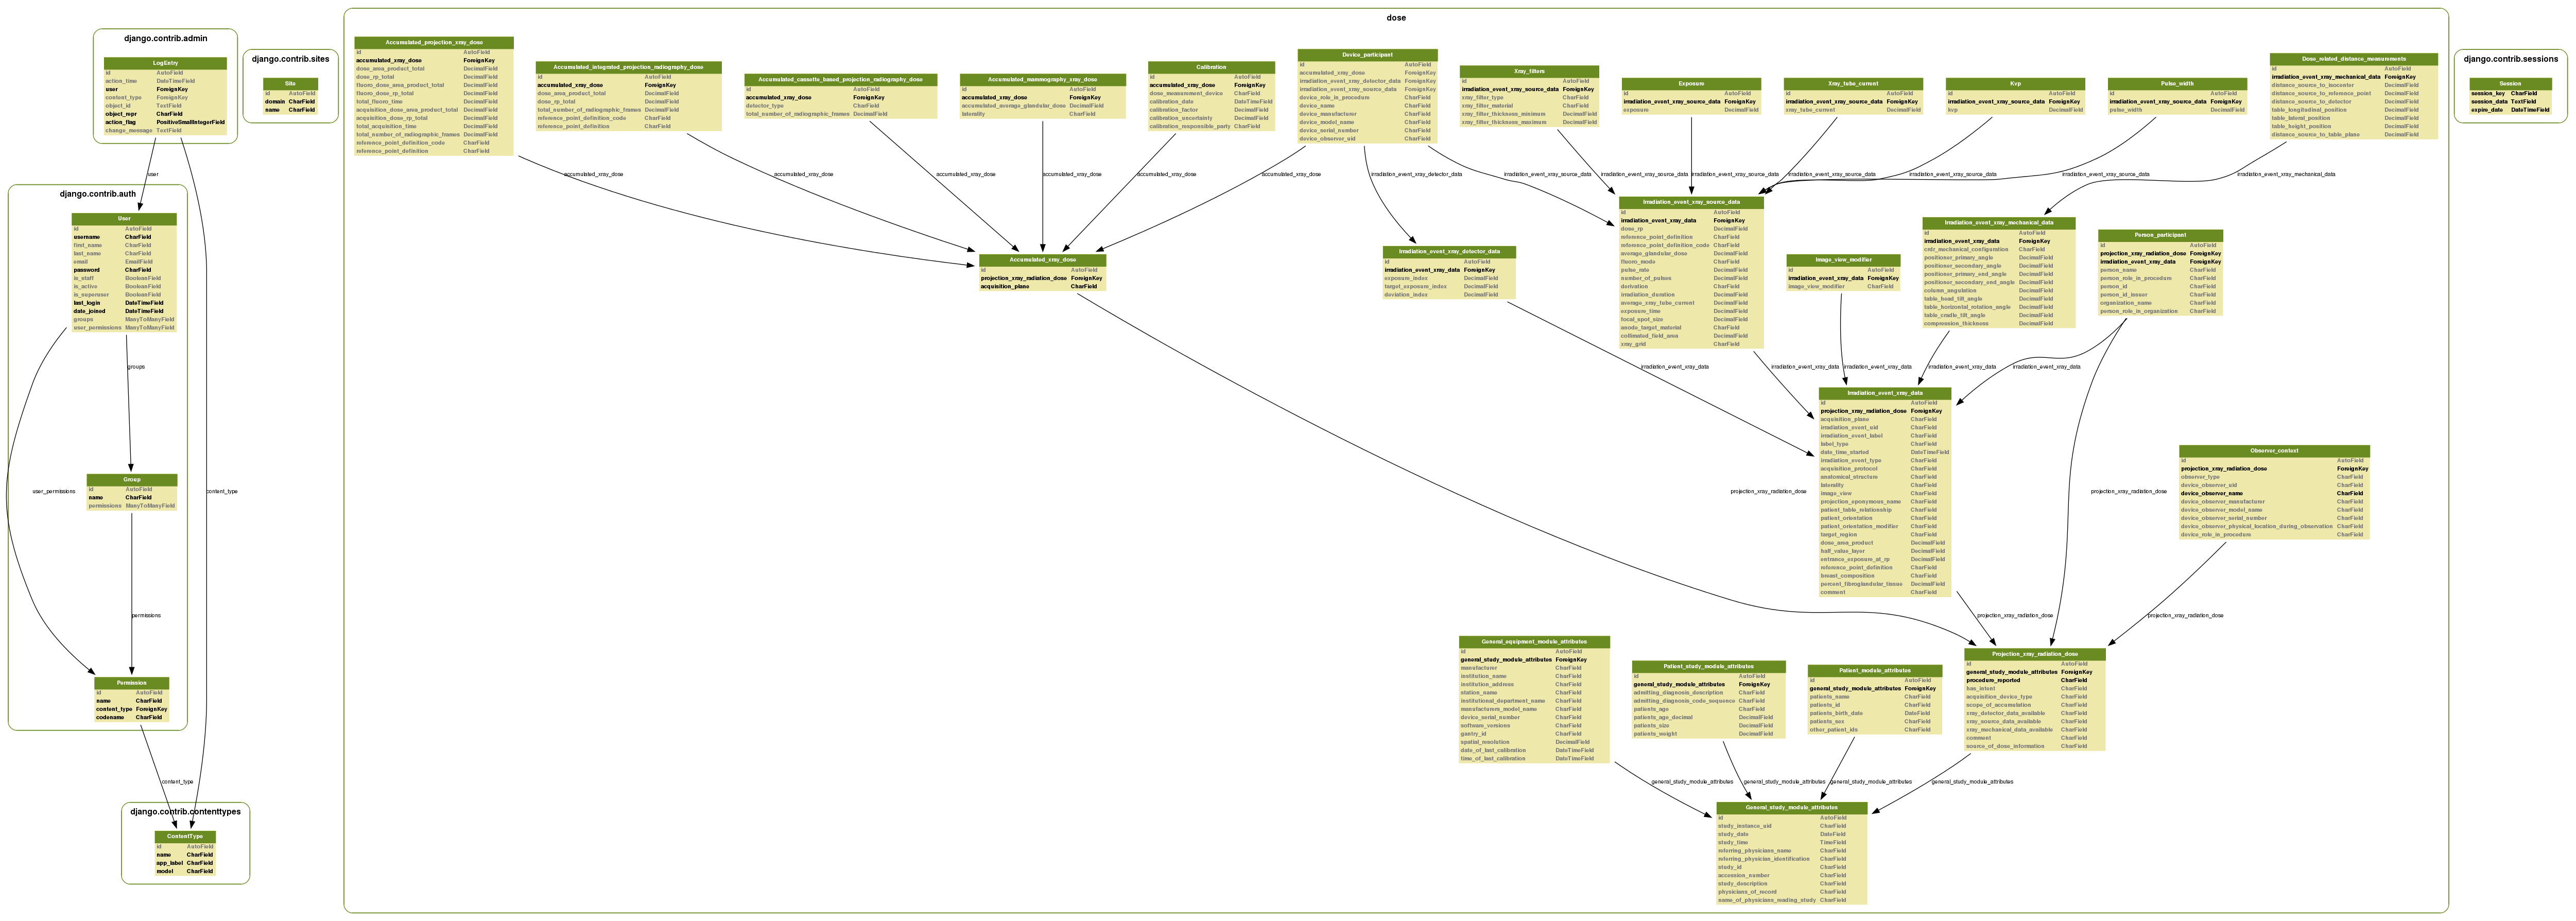 django.contrib.admin
LogEntry
id AutoField
action_time DateTimeField
user ForeignKey
content_type ForeignKey
object_id TextField
object_repr CharField
action_flag PositiveSmallIntegerField
change_message TextField
user
content_type
django.contrib.sites
Site
id AutoField
domain CharField
name CharField
django.contrib.auth
User
id AutoField
username CharField
first_name CharField
last_name CharField
email EmailField
password CharField
is_staff BooleanField
is_active BooleanField
is_superuser BooleanField
last_login DateTimeField
date_joined DateTimeField
groups ManyToManyField
user_permissions ManyToManyField
groups
user_permissions
Group
id AutoField
name CharField
permissions ManyToManyField
permissions
Permission
id AutoField
name CharField
content_type ForeignKey
codename CharField
content_type
django.contrib.contenttypes
ContentType
id AutoField
name CharField
app_label CharField
model CharField
dose
Accumulated_projection_xray_dose
id AutoField
accumulated_xray_dose ForeignKey
dose_area_product_total DecimalField
dose_rp_total DecimalField
fluoro_dose_area_product_total DecimalField
fluoro_dose_rp_total DecimalField
total_fluoro_time DecimalField
acquisition_dose_area_product_total DecimalField
acquisition_dose_rp_total DecimalField
total_acquisition_time DecimalField
total_number_of_radiographic_frames DecimalField
reference_point_definition_code CharField
reference_point_definition CharField
accumulated_xray_dose
Accumulated_integrated_projection_radiography_dose
id AutoField
accumulated_xray_dose ForeignKey
dose_area_product_total DecimalField
dose_rp_total DecimalField
total_number_of_radiographic_frames DecimalField
reference_point_definition_code CharField
reference_point_definition CharField
accumulated_xray_dose
Accumulated_cassette_based_projection_radiography_dose
id AutoField
accumulated_xray_dose ForeignKey
detector_type CharField
total_number_of_radiographic_frames DecimalField
accumulated_xray_dose
Accumulated_mammography_xray_dose
id AutoField
accumulated_xray_dose ForeignKey
accumulated_average_glandular_dose DecimalField
laterality CharField
accumulated_xray_dose
Calibration
id AutoField
accumulated_xray_dose ForeignKey
dose_measurement_device CharField
calibration_date DateTimeField
calibration_factor DecimalField
calibration_uncertainty DecimalField
calibration_responsible_party CharField
accumulated_xray_dose
Device_participant
id AutoField
accumulated_xray_dose ForeignKey
irradiation_event_xray_detector_data ForeignKey
irradiation_event_xray_source_data ForeignKey
device_role_in_procedure CharField
device_name CharField
device_manufacturer CharField
device_model_name CharField
device_serial_number CharField
device_observer_uid CharField
accumulated_xray_dose
irradiation_event_xray_detector_data
irradiation_event_xray_source_data
Xray_filters
id AutoField
irradiation_event_xray_source_data ForeignKey
xray_filter_type CharField
xray_filter_material CharField
xray_filter_thickness_minimum DecimalField
xray_filter_thickness_maximum DecimalField
irradiation_event_xray_source_data
Exposure
id AutoField
irradiation_event_xray_source_data ForeignKey
exposure DecimalField
irradiation_event_xray_source_data
Xray_tube_current
id AutoField
irradiation_event_xray_source_data ForeignKey
xray_tube_current DecimalField
irradiation_event_xray_source_data
Kvp
id AutoField
irradiation_event_xray_source_data ForeignKey
kvp DecimalField
irradiation_event_xray_source_data
Pulse_width
id AutoField
irradiation_event_xray_source_data ForeignKey
pulse_width DecimalField
irradiation_event_xray_source_data
Dose_related_distance_measurements
id AutoField
irradiation_event_xray_mechanical_data ForeignKey
distance_source_to_isocenter DecimalField
distance_source_to_reference_point DecimalField
distance_source_to_detector DecimalField
table_longitudinal_position DecimalField
table_lateral_position DecimalField
table_height_position DecimalField
distance_source_to_table_plane DecimalField
irradiation_event_xray_mechanical_data
Accumulated_xray_dose
id AutoField
projection_xray_radiation_dose ForeignKey
acquisition_plane CharField
projection_xray_radiation_dose
Irradiation_event_xray_detector_data
id AutoField
irradiation_event_xray_data ForeignKey
exposure_index DecimalField
target_exposure_index DecimalField
deviation_index DecimalField
irradiation_event_xray_data
Irradiation_event_xray_source_data
id AutoField
irradiation_event_xray_data ForeignKey
dose_rp DecimalField
reference_point_definition CharField
reference_point_definition_code CharField
average_glandular_dose DecimalField
fluoro_mode CharField
pulse_rate DecimalField
number_of_pulses DecimalField
derivation CharField
irradiation_duration DecimalField
average_xray_tube_current DecimalField
exposure_time DecimalField
focal_spot_size DecimalField
anode_target_material CharField
collimated_field_area DecimalField
xray_grid CharField
irradiation_event_xray_data
Image_view_modifier
id AutoField
irradiation_event_xray_data ForeignKey
image_view_modifier CharField
irradiation_event_xray_data
Irradiation_event_xray_mechanical_data
id AutoField
irradiation_event_xray_data ForeignKey
crdr_mechanical_configuration CharField
positioner_primary_angle DecimalField
positioner_secondary_angle DecimalField
positioner_primary_end_angle DecimalField
positioner_secondary_end_angle DecimalField
column_angulation DecimalField
table_head_tilt_angle DecimalField
table_horizontal_rotation_angle DecimalField
table_cradle_tilt_angle DecimalField
compression_thickness DecimalField
irradiation_event_xray_data
Person_participant
id AutoField
projection_xray_radiation_dose ForeignKey
irradiation_event_xray_data ForeignKey
person_name CharField
person_role_in_procedure CharField
person_id CharField
person_id_issuer CharField
organization_name CharField
person_role_in_organization CharField
irradiation_event_xray_data
projection_xray_radiation_dose
Irradiation_event_xray_data
id AutoField
projection_xray_radiation_dose ForeignKey
acquisition_plane CharField
irradiation_event_uid CharField
irradiation_event_label CharField
label_type CharField
date_time_started DateTimeField
irradiation_event_type CharField
acquisition_protocol CharField
anatomical_structure CharField
laterality CharField
image_view CharField
projection_eponymous_name CharField
patient_table_relationship CharField
patient_orientation CharField
patient_orientation_modifier CharField
target_region CharField
dose_area_product DecimalField
half_value_layer DecimalField
entrance_exposure_at_rp DecimalField
reference_point_definition CharField
breast_composition CharField
percent_fibroglandular_tissue DecimalField
comment CharField
projection_xray_radiation_dose
Observer_context
id AutoField
projection_xray_radiation_dose ForeignKey
observer_type CharField
device_observer_uid CharField
device_observer_name CharField
device_observer_manufacturer CharField
device_observer_model_name CharField
device_observer_serial_number CharField
device_observer_physical_location_during_observation CharField
device_role_in_procedure CharField
projection_xray_radiation_dose
General_equipment_module_attributes
id AutoField
general_study_module_attributes ForeignKey
manufacturer CharField
institution_name CharField
institution_address CharField
station_name CharField
institutional_department_name CharField
manufacturers_model_name CharField
device_serial_number CharField
software_versions CharField
gantry_id CharField
spatial_resolution DecimalField
date_of_last_calibration DateTimeField
time_of_last_calibration DateTimeField
general_study_module_attributes
Patient_study_module_attributes
id AutoField
general_study_module_attributes ForeignKey
admitting_diagnosis_description CharField
admitting_diagnosis_code_sequence CharField
patients_age CharField
patients_age_decimal DecimalField
patients_size DecimalField
patients_weight DecimalField
general_study_module_attributes
Patient_module_attributes
id AutoField
general_study_module_attributes ForeignKey
patients_name CharField
patients_id CharField
patients_birth_date DateField
patients_sex CharField
other_patient_ids CharField
general_study_module_attributes
Projection_xray_radiation_dose
id AutoField
general_study_module_attributes ForeignKey
procedure_reported CharField
has_intent CharField
acquisition_device_type CharField
scope_of_accumulation CharField
xray_detector_data_available CharField
xray_source_data_available CharField
xray_mechanical_data_available CharField
comment CharField
source_of_dose_information CharField
general_study_module_attributes
General_study_module_attributes
id AutoField
study_instance_uid CharField
study_date DateField
study_time TimeField
referring_physicians_name CharField
referring_physician_identification CharField
study_id CharField
accession_number CharField
study_description CharField
physicians_of_record CharField
name_of_physicians_reading_study CharField
django.contrib.sessions
Session
session_key CharField
session_data TextField
expire_date DateTimeField